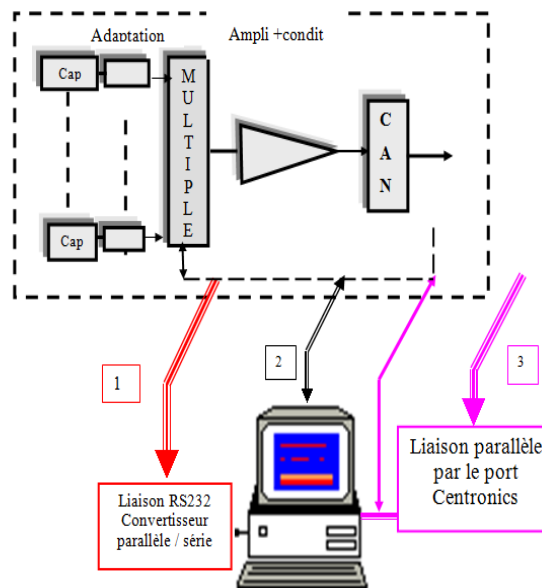 Adaptation
Ampli +condit
Cap
M
U
L
T
I
P
L
E
C
A
N
Cap
1
2
3
Liaison RS232
Convertisseur
parallèle / série
Liaison parallèle
par le port
Centronics